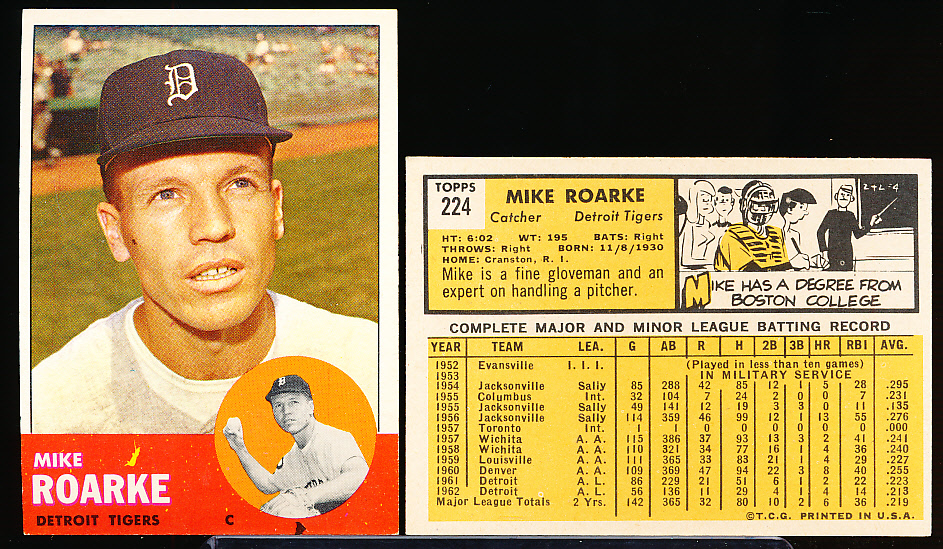 D
MIKE
ROARKE
DETROIT TIGERS C
TOPPS
224
MIKE ROARKE
Catcher Detroit Tigers
HT: 6:02 WT: 195 BATS: Right
THROWS: Right BORN: 11/8/1930
HOME: Cranston, R. I.
Mike is a fine gloveman and an
expert on handling a pitcher.
2+2=4
MIKE HAS A DEGREE FROM
BOSTON COLLEGE
COMPLETE MAJOR AND MINOR LEAGUE BATTING RECORD
YEAR TEAM LEA. G AB R H 2B 3B HR RBI AVG.
1952 Evansville I. I. I. (Played in less than ten games)
1953 IN MILITARY SERVICE
1954 Jacksonville Sally 85 288 42 85 12 1 5 28 .295
1955 Columbus Int. 32 104 7 24 2 0 0 7 .231
1955 Jacksonville Sally 49 141 12 19 3 3 0 11 .135
1956 Jacksonville Sally 114 359 46 99 12 1 13 55 .276
1957 Toronto Int. 1 1 0 0 0 0 0 0 .000
1957 Wichita A. A. 115 386 37 93 13 3 2 41 .241
1958 Wichita A. A. 110 321 34 77 16 1 4 36 .240
1959 Louisville A. A. 111 365 33 83 21 1 4 29 .227
1960 Denver A. A. 109 369 47 94 22 3 8 40 .255
1961 Detroit A. L. 86 229 21 51 6 1 2 22 .223
1962 Detroit A. L. 56 136 11 29 4 1 4 14 .213
Major League Totals 2 Yrs. 142 365 32 80 10 2 6 36 .219
©T.C.G. PRINTED IN U.S.A.